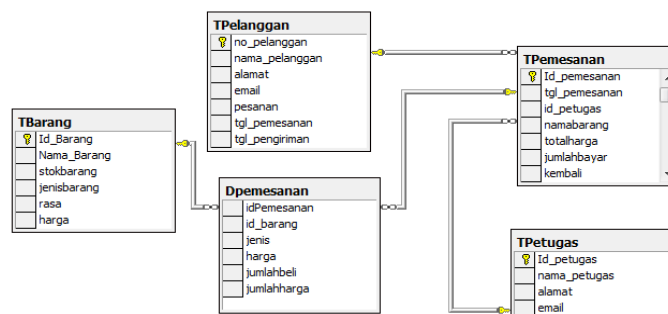 TPelanggan
no_pelanggan
nama_pelanggan
alamat
email
pesanan
tgl_pemesanan
tgl_pengiriman
TPemesanan
Id_pemesanan
tgl_pemesanan
id_petugas
namabarang
totalharga
jumlahbayar
kembali
TBarang
Id_Barang
Nama_Barang
stokbarang
jenisbarang
rasa
harga
Dpemesanan
idPemesanan
id_barang
jenis
harga
jumlahbeli
jumlahharga
TPetugas
Id_petugas
nama_petugas
alamat
email